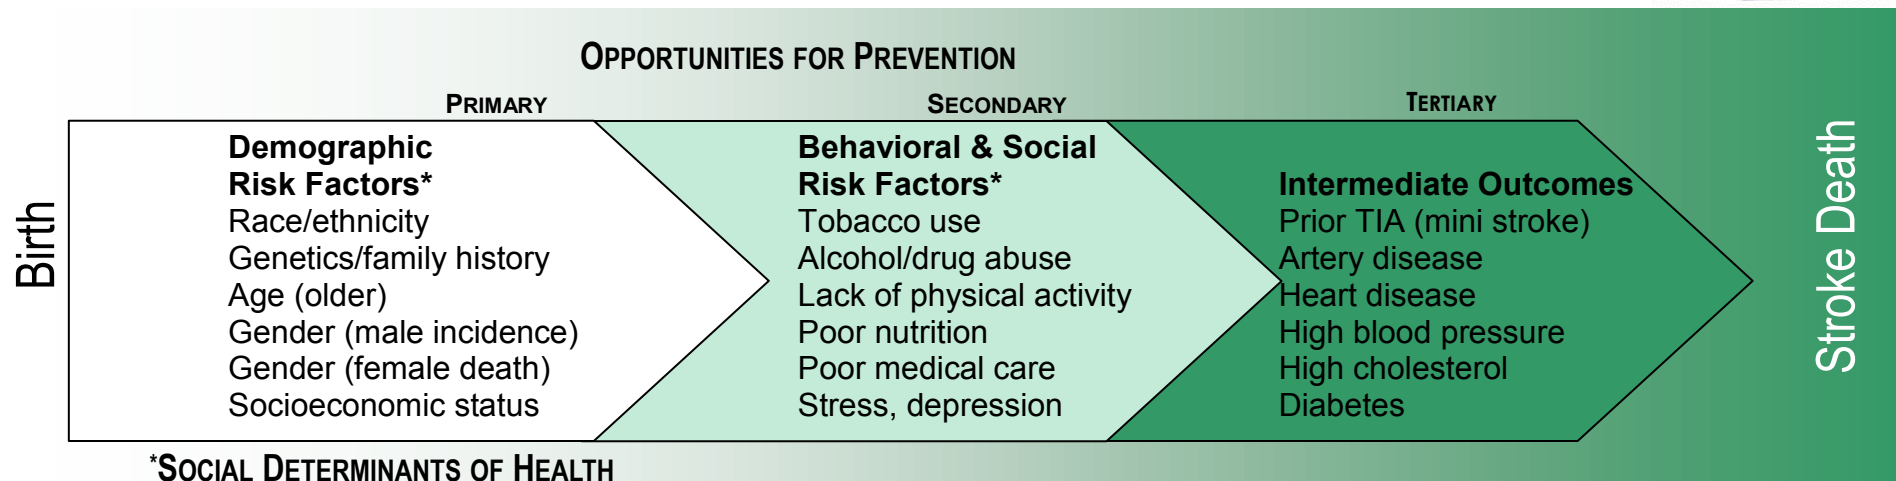 OPPORTUNITIES FOR PREVENTION
PRIMARY
SECONDARY
TERTIARY
Birth
Demographic
Risk Factors*
Race/ethnicity
Genetics/family history
Age (older)
Gender (male incidence)
Gender (female death)
Socioeconomic status
Behavioral & Social
Risk Factors*
Tobacco use
Alcohol/drug abuse
Lack of physical activity
Poor nutrition
Poor medical care
Stress, depression
Intermediate Outcomes
Prior TIA (mini stroke)
Artery disease
Heart disease
High blood pressure
High cholesterol
Diabetes
Stroke Death
*SOCIAL DETERMINANTS OF HEALTH